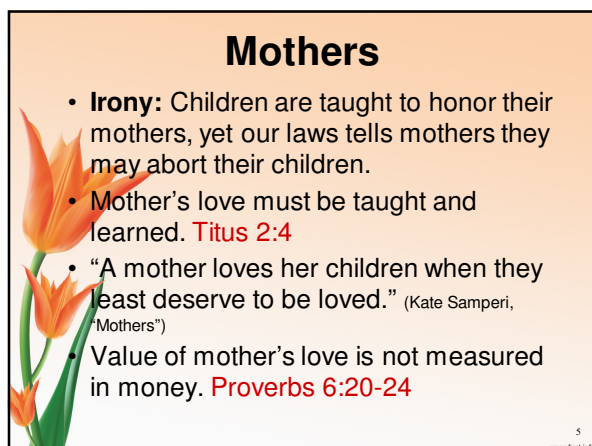 Mothers
• Irony: Children are taught to honor their
mothers, yet our laws tells mothers they
may abort their children.
• Mother's love must be taught and
learned. Titus 2:4
• “A mother loves her children when they
least deserve to be loved.” (Kate Samperi,
“Mothers”)
• Value of mother's love is not measured
in money. Proverbs 6:20-24
5